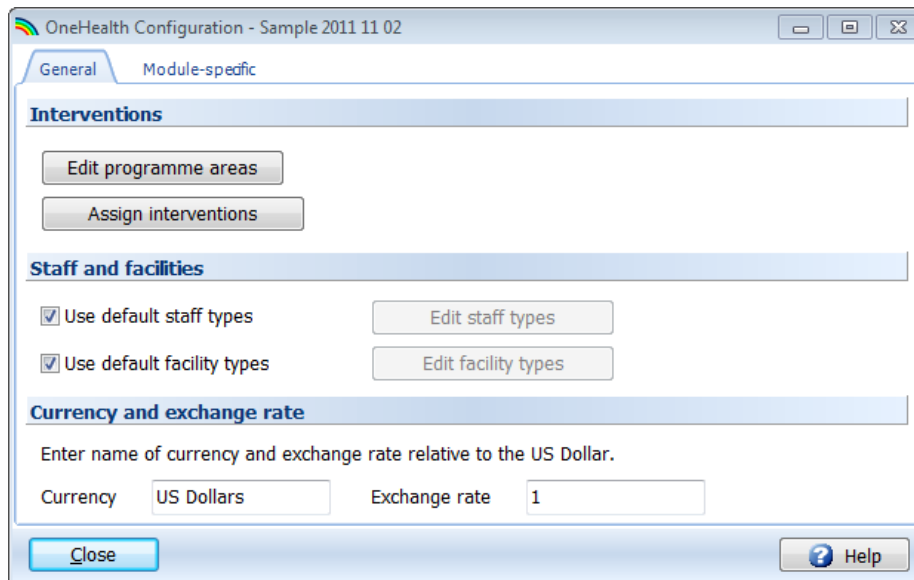 OneHealth Configuration - Sample 2011 11 02
General Module-specific
Interventions
Edit programme areas
Assign interventions
Staff and facilities
Use default staff types Edit staff types
Use default facility types Edit facility types
Currency and exchange rate
Enter name of currency and exchange rate relative to the US Dollar.
Currency US Dollars Exchange rate 1
Close Help